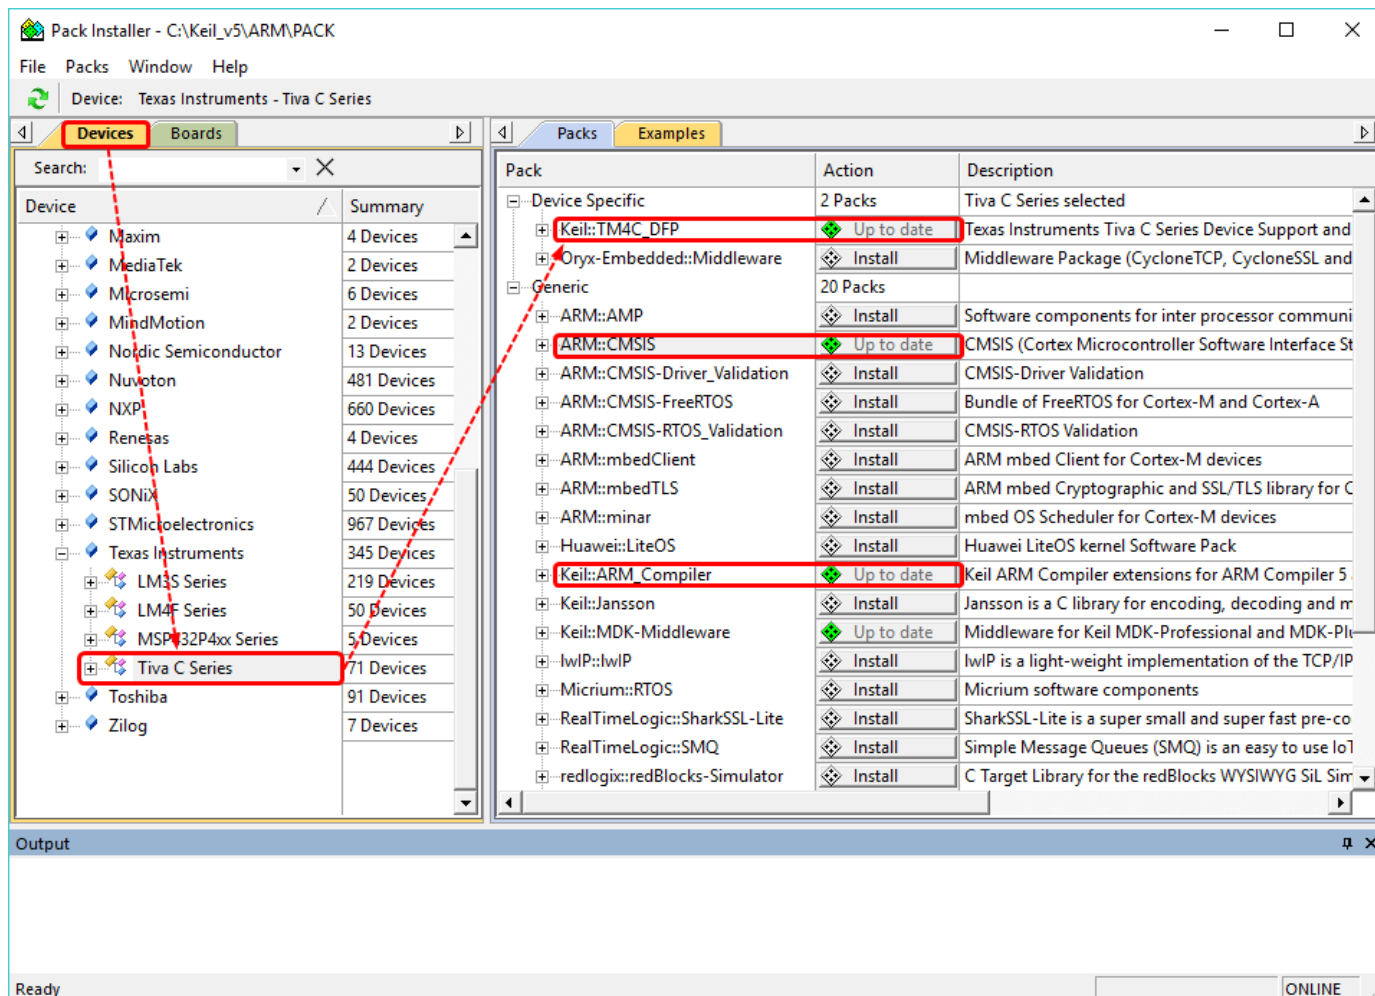 Pack Installer - C:\Keil_v5\ARM\PACK
File Packs Window Help
Device: Texas Instruments - Tiva C Series
Devices Boards
Search:
Device Summary
Maxim 4 Devices
MediaTek 2 Devices
Microsemi 6 Devices
MindMotion 2 Devices
Nordic Semiconductor 13 Devices
Nuvoton 481 Devices
NXP 660 Devices
Renesas 4 Devices
Silicon Labs 444 Devices
SONiX 50 Devices
STMicroelectronics 967 Devices
Texas Instruments 345 Devices
LM3S Series 219 Devices
LM4F Series 50 Devices
MSP432P4xx Series 5 Devices
Tiva C Series 71 Devices
Toshiba 91 Devices
Zilog 7 Devices
Packs Examples
Pack Action Description
Device Specific 2 Packs Tiva C Series selected
Keil::TM4C_DFP Up to date Texas Instruments Tiva C Series Device Support and
Oryx-Embedded::Middleware Install Middleware Package (CycloneTCP, CycloneSSL and
Generic 20 Packs
ARM::AMP Install Software components for inter processor communi
ARM::CMSIS Up to date CMSIS (Cortex Microcontroller Software Interface St
ARM::CMSIS-Driver_Validation Install CMSIS-Driver Validation
ARM::CMSIS-FreeRTOS Install Bundle of FreeRTOS for Cortex-M and Cortex-A
ARM::CMSIS-RTOS_Validation Install CMSIS-RTOS Validation
ARM::mbedClient Install ARM mbed Client for Cortex-M devices
ARM::mbedTLS Install ARM mbed Cryptographic and SSL/TLS library for C
ARM::minar Install mbed OS Scheduler for Cortex-M devices
Huawei::LiteOS Install Huawei LiteOS kernel Software Pack
Keil::ARM_Compiler Up to date Keil ARM Compiler extensions for ARM Compiler 5
Keil::Jansson Install Jansson is a C library for encoding, decoding and m
Keil::MDK-Middleware Up to date Middleware for Keil MDK-Professional and MDK-Plu
lwIP::lwIP Install lwIP is a light-weight implementation of the TCP/IP
Micrium::RTOS Install Micrium software components
RealTimeLogic::SharkSSL-Lite Install SharkSSL-Lite is a super small and super fast pre-co
RealTimeLogic::SMQ Install Simple Message Queues (SMQ) is an easy to use IoT
redlogix::redBlocks-Simulator Install C Target Library for the redBlocks WYSIWYG SiL Sim
Output
Ready ONLINE